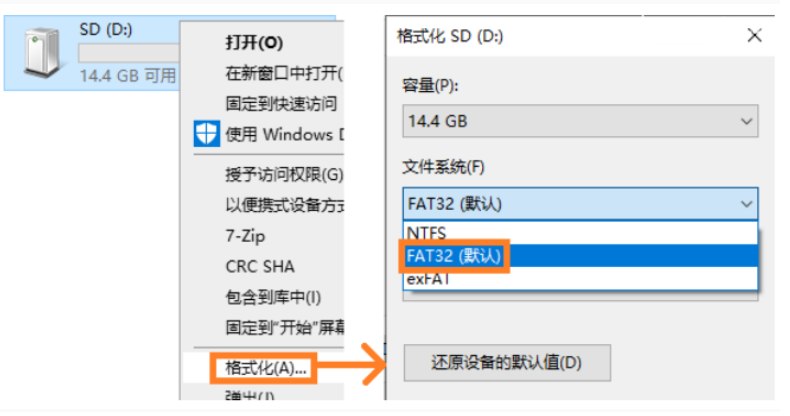 SD (D:)
14.4 GB 可用
打开(O)
在新窗口中打开(
固定到快速访问
使用 Windows D
授予访问权限(G)
以便携式设备方式
7-Zip
CRC SHA
包含到库中(I)
固定到"开始"屏幕
格式化(A)...
弹出(J)
格式化 SD (D:)
容量(P):
14.4 GB
文件系统(F)
FAT32 (默认)
NTFS
FAT32 (默认)
exFAT
还原设备的默认值(D)